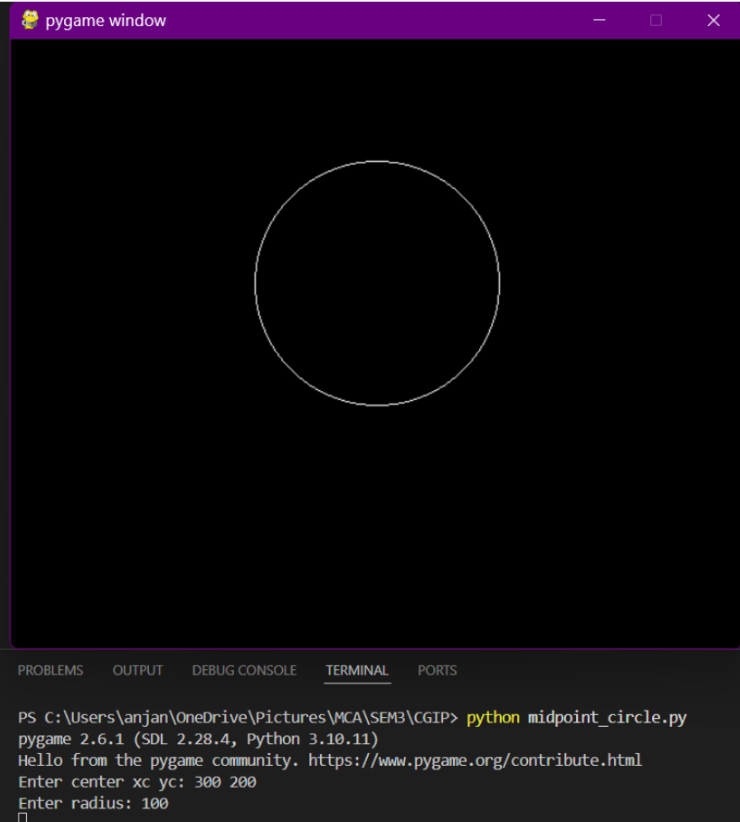 pygame window
PROBLEMS OUTPUT DEBUG CONSOLE TERMINAL PORTS
PS C:\Users\anjan\OneDrive\Pictures\MCA\SEM3\CGIP> python midpoint_circle.py
pygame 2.6.1 (SDL 2.28.4, Python 3.10.11)
Hello from the pygame community. https://www.pygame.org/contribute.html
Enter center xc yc: 300 200
Enter radius: 100